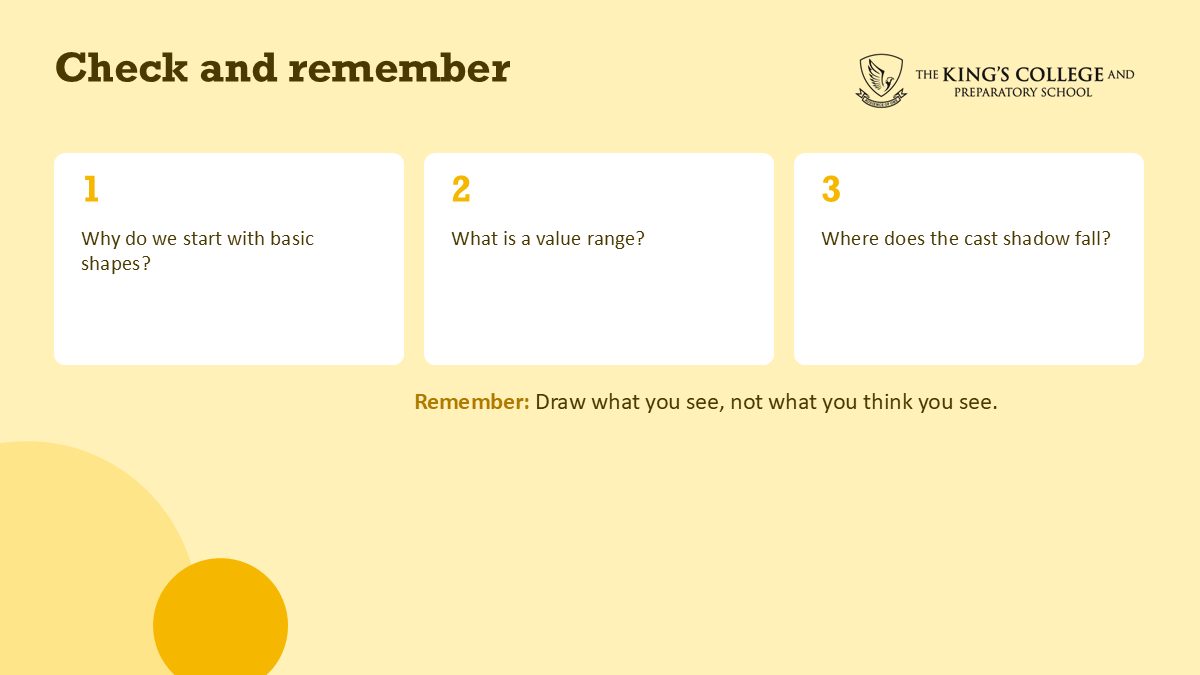 Check and remember
THE KING'S COLLEGE AND
PREPARATORY SCHOOL
1
Why do we start with basic
shapes?
2
What is a value range?
3
Where does the cast shadow fall?
Remember: Draw what you see, not what you think you see.